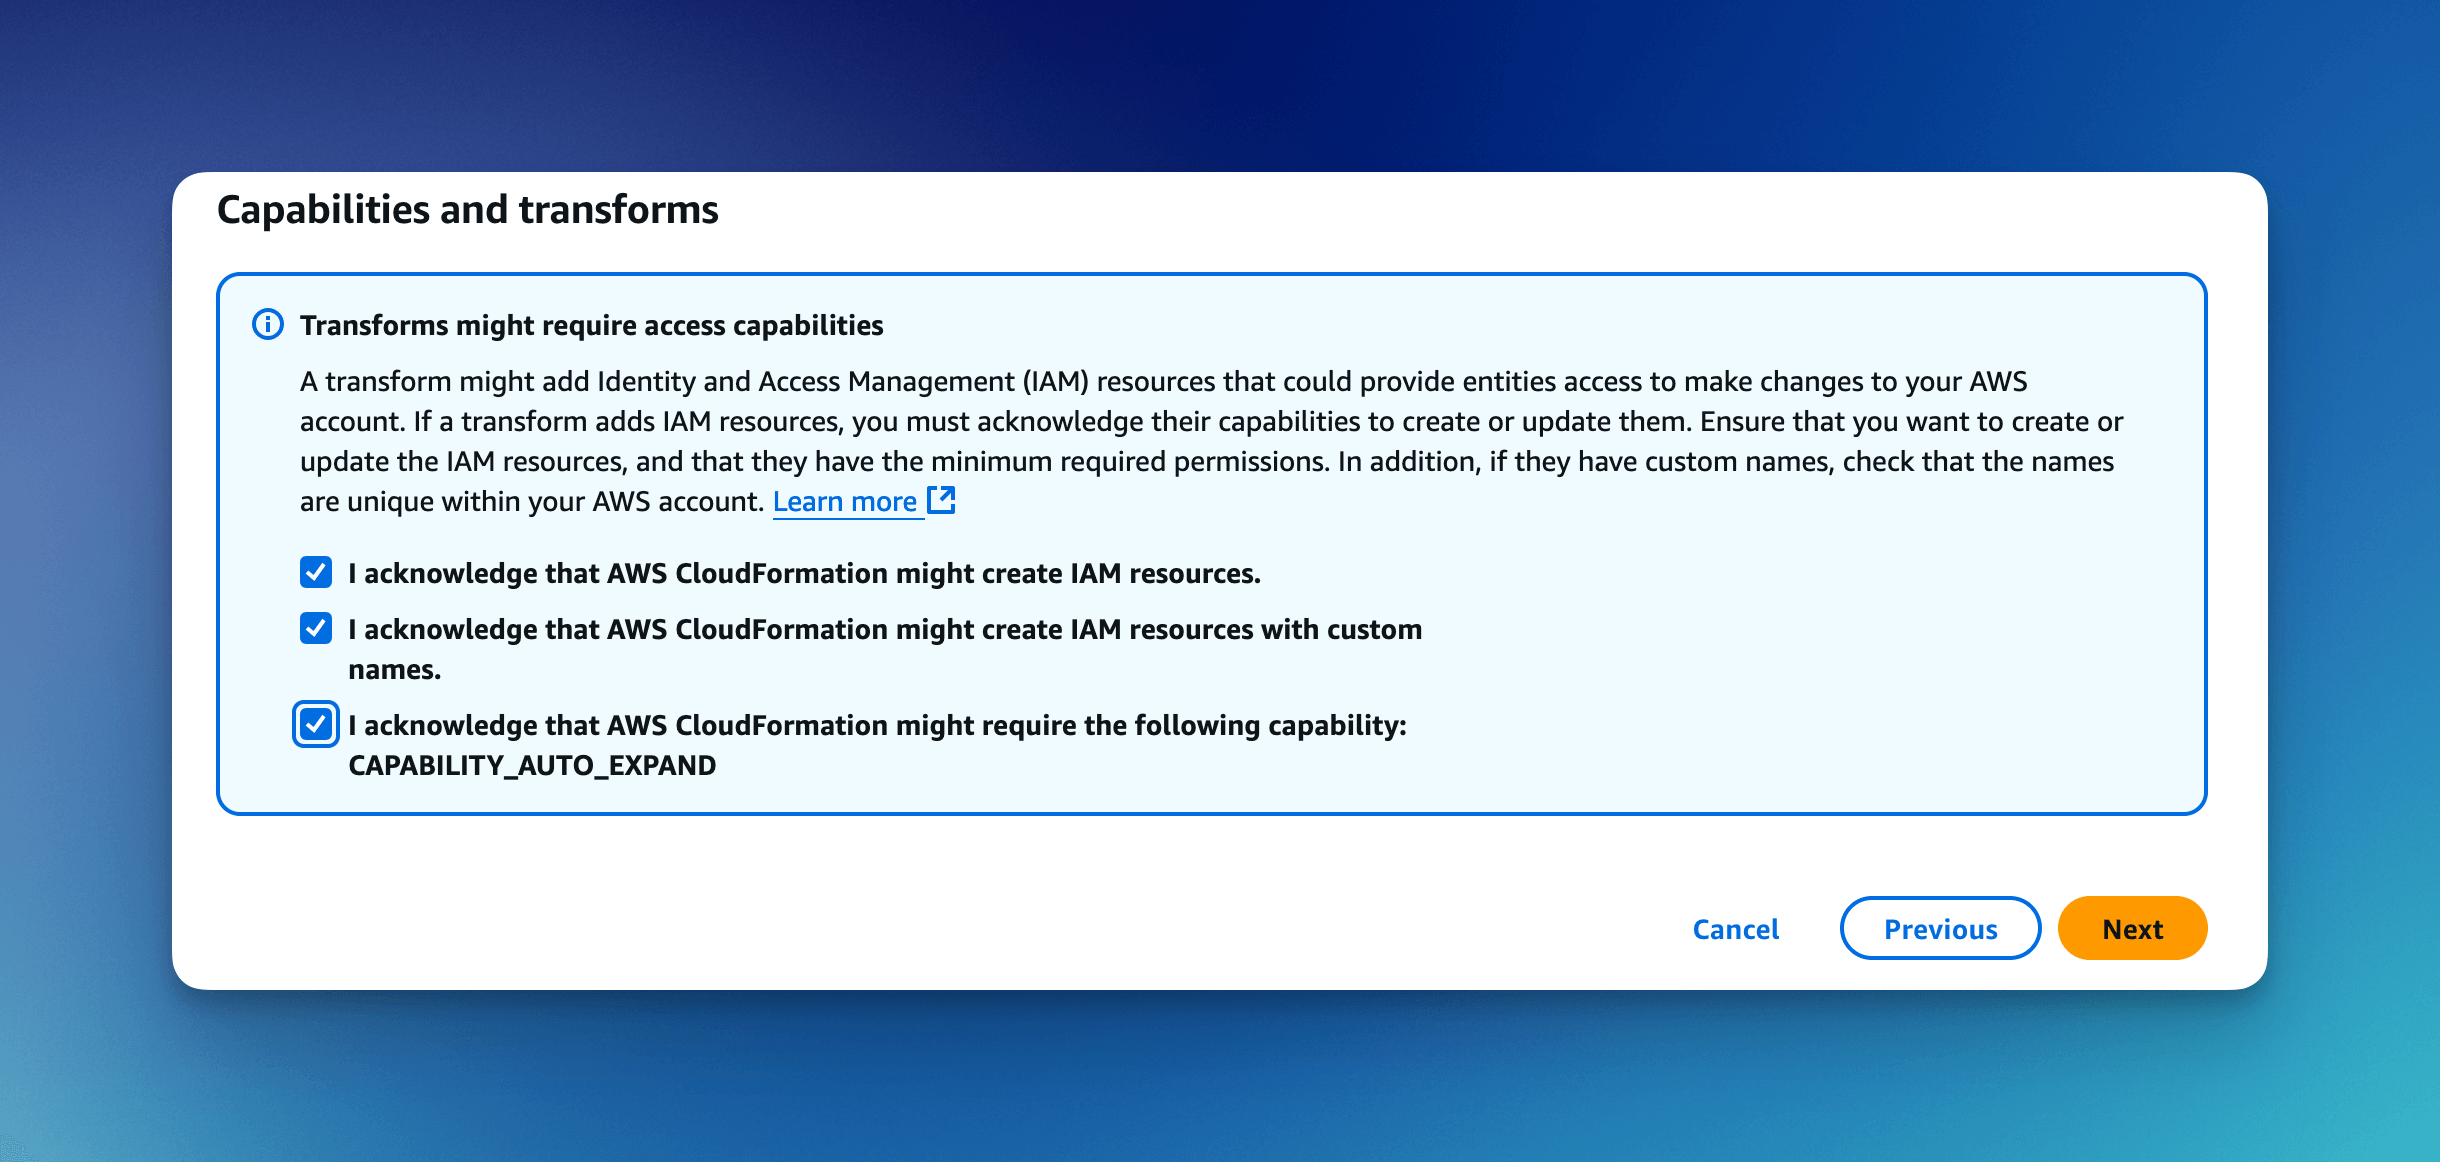 Capabilities and transforms
Transforms might require access capabilities
A transform might add Identity and Access Management (IAM) resources that could provide entities access to make changes to your AWS
account. If a transform adds IAM resources, you must acknowledge their capabilities to create or update them. Ensure that you want to create or
update the IAM resources, and that they have the minimum required permissions. In addition, if they have custom names, check that the names
are unique within your AWS account. Learn more
I acknowledge that AWS CloudFormation might create IAM resources.
I acknowledge that AWS CloudFormation might create IAM resources with custom
names.
I acknowledge that AWS CloudFormation might require the following capability:
CAPABILITY_AUTO_EXPAND
Cancel
Previous
Next